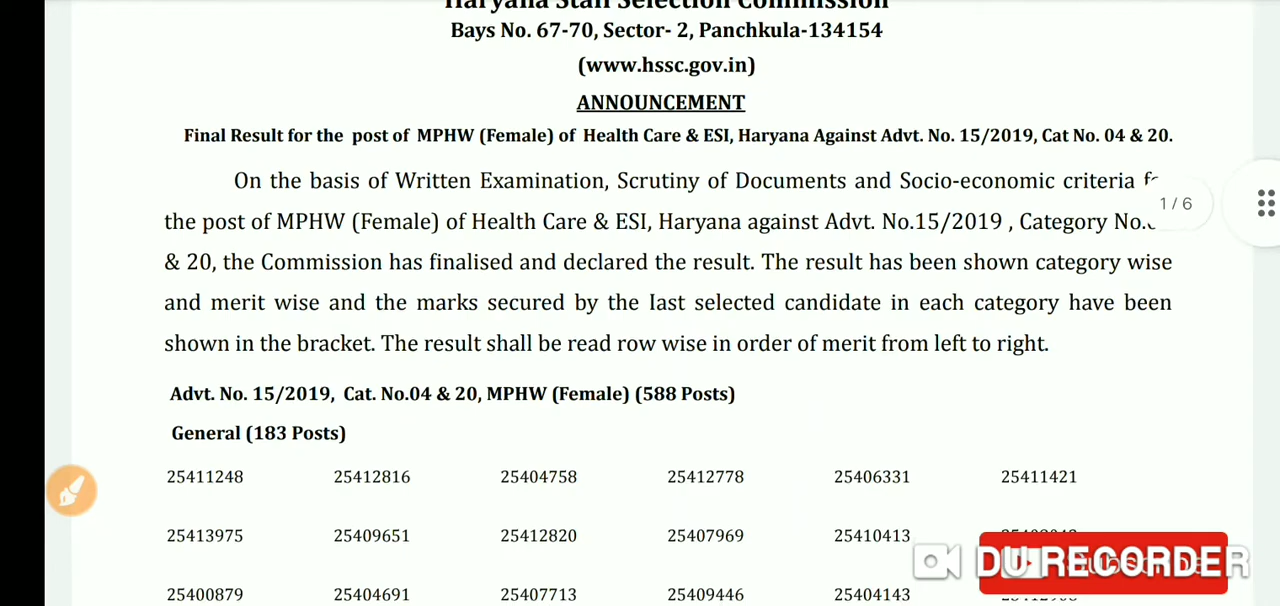 Haryana Staff Selection Commission
Bays No. 67-70, Sector- 2, Panchkula-134154
(www.hssc.gov.in)
ANNOUNCEMENT
Final Result for the post of MPHW (Female) of Health Care & ESI, Haryana Against Advt. No. 15/2019, Cat No. 04 & 20.
On the basis of Written Examination, Scrutiny of Documents and Socio-economic criteria
the post of MPHW (Female) of Health Care & ESI, Haryana against Advt. No.15/2019 , Category
1 / 6
& 20, the Commission has finalised and declared the result. The result has been shown category wise
and merit wise and the marks secured by the last selected candidate in each category have been
shown in the bracket. The result shall be read row wise in order of merit from left to right.
Advt. No. 15/2019, Cat. No.04 & 20, MPHW (Female) (588 Posts)
General (183 Posts)
25411248 25412816 25404758 25412778 25406331 25411421
25413975 25409651 25412820 25407969 25410413
DU RECORDER
25400879 25404691 25407713 25409446 25404143